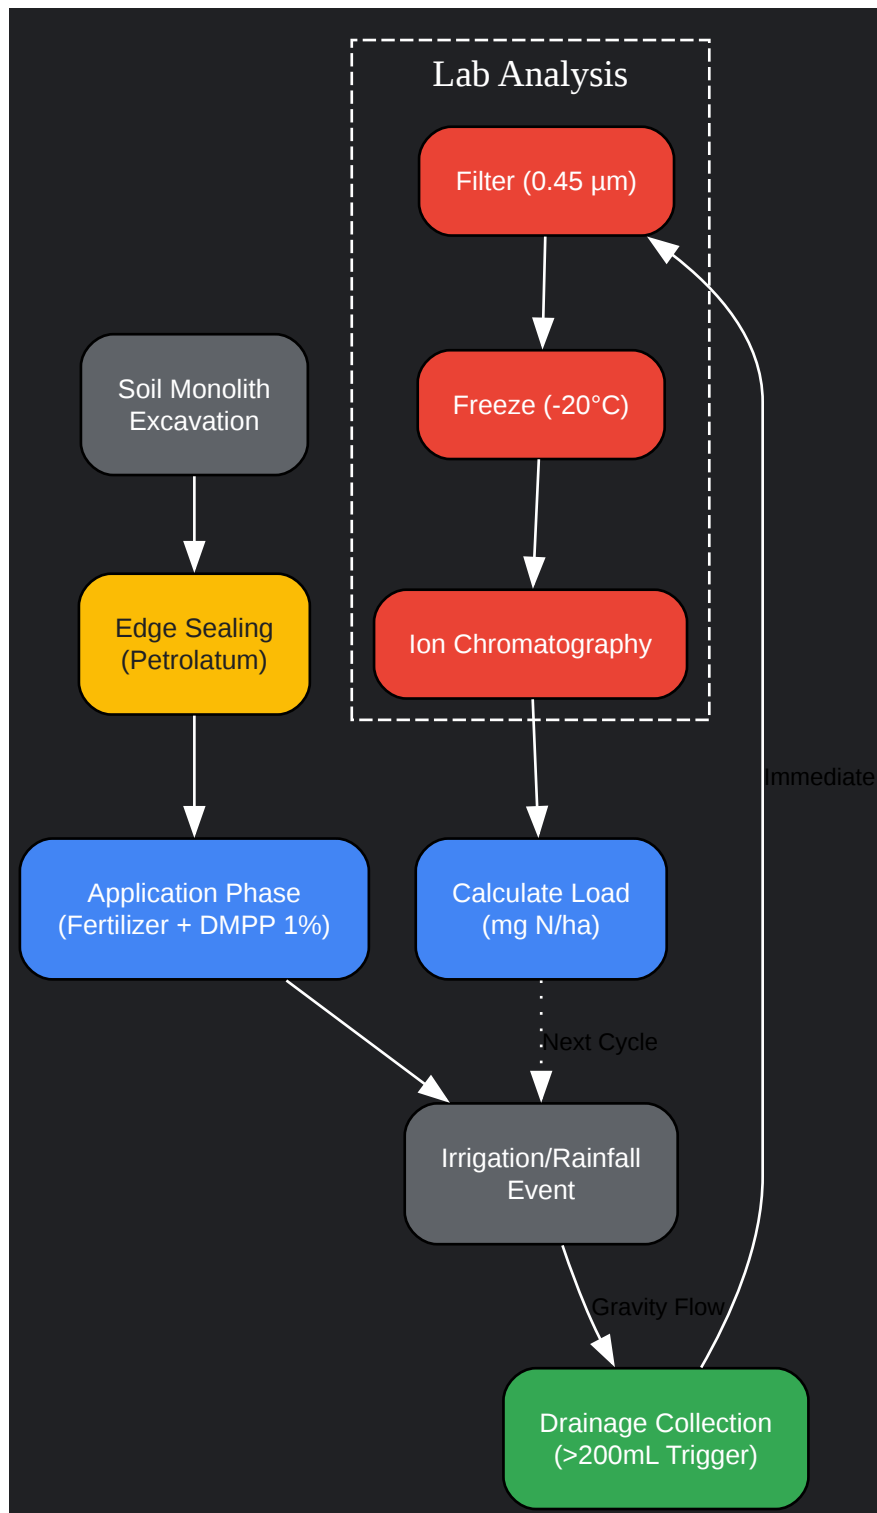 Lab Analysis
Filter (0.45 µm)
Soil Monolith
Excavation
Freeze (-20°C)
Edge Sealing
(Petrolatum)
Ion Chromatography
Immediate
Application Phase
(Fertilizer + DMPP 1%)
Calculate Load
(mg N/ha)
Next Cycle
Irrigation/Rainfall
Event
Gravity Flow
Drainage Collection
(>200mL Trigger)